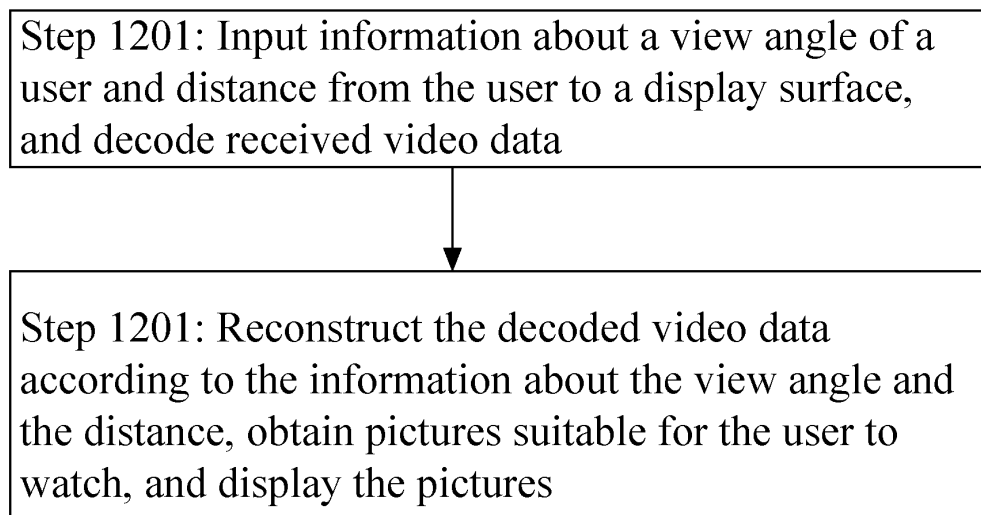 Step 1201: Input information about a view angle of a
user and distance from the user to a display surface,
and decode received video data
Step 1201: Reconstruct the decoded video data
according to the information about the view angle and
the distance, obtain pictures suitable for the user to
watch, and display the pictures